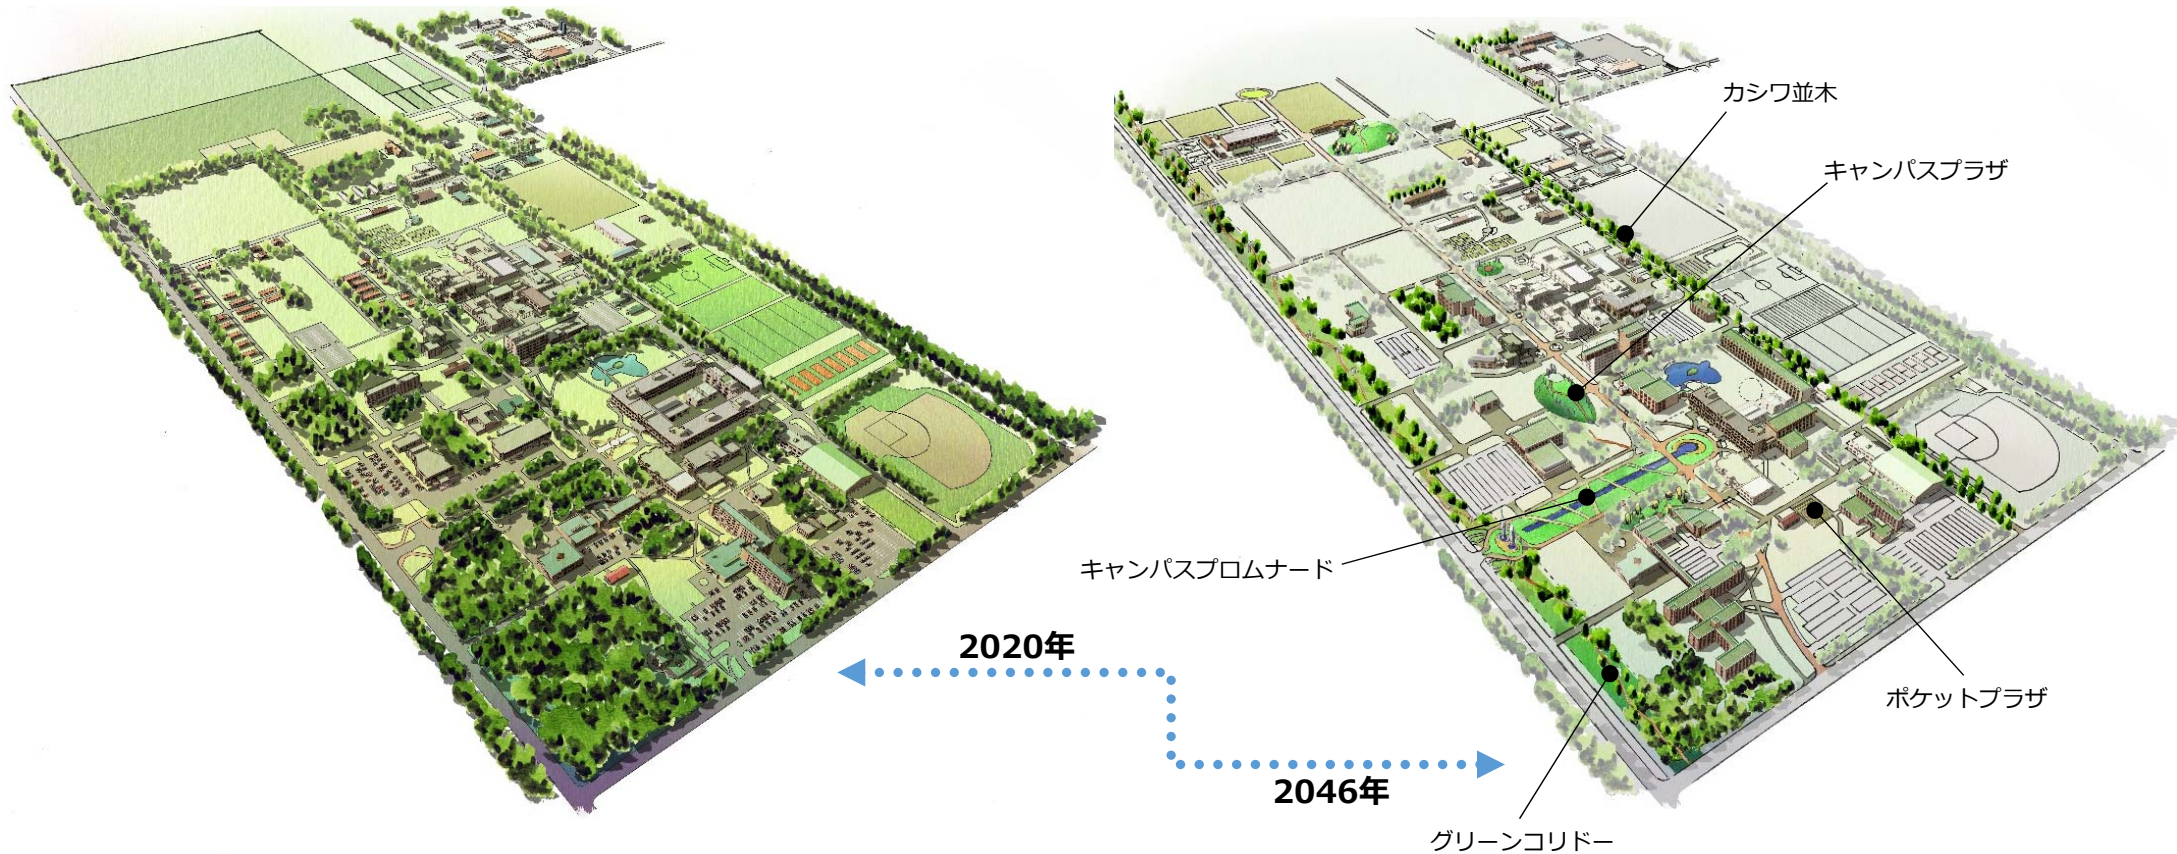 カシワ並木
キャンパスプラザ
キャンパスプロムナード
2020年
ポケットプラザ
2046年
グリーンコリドー